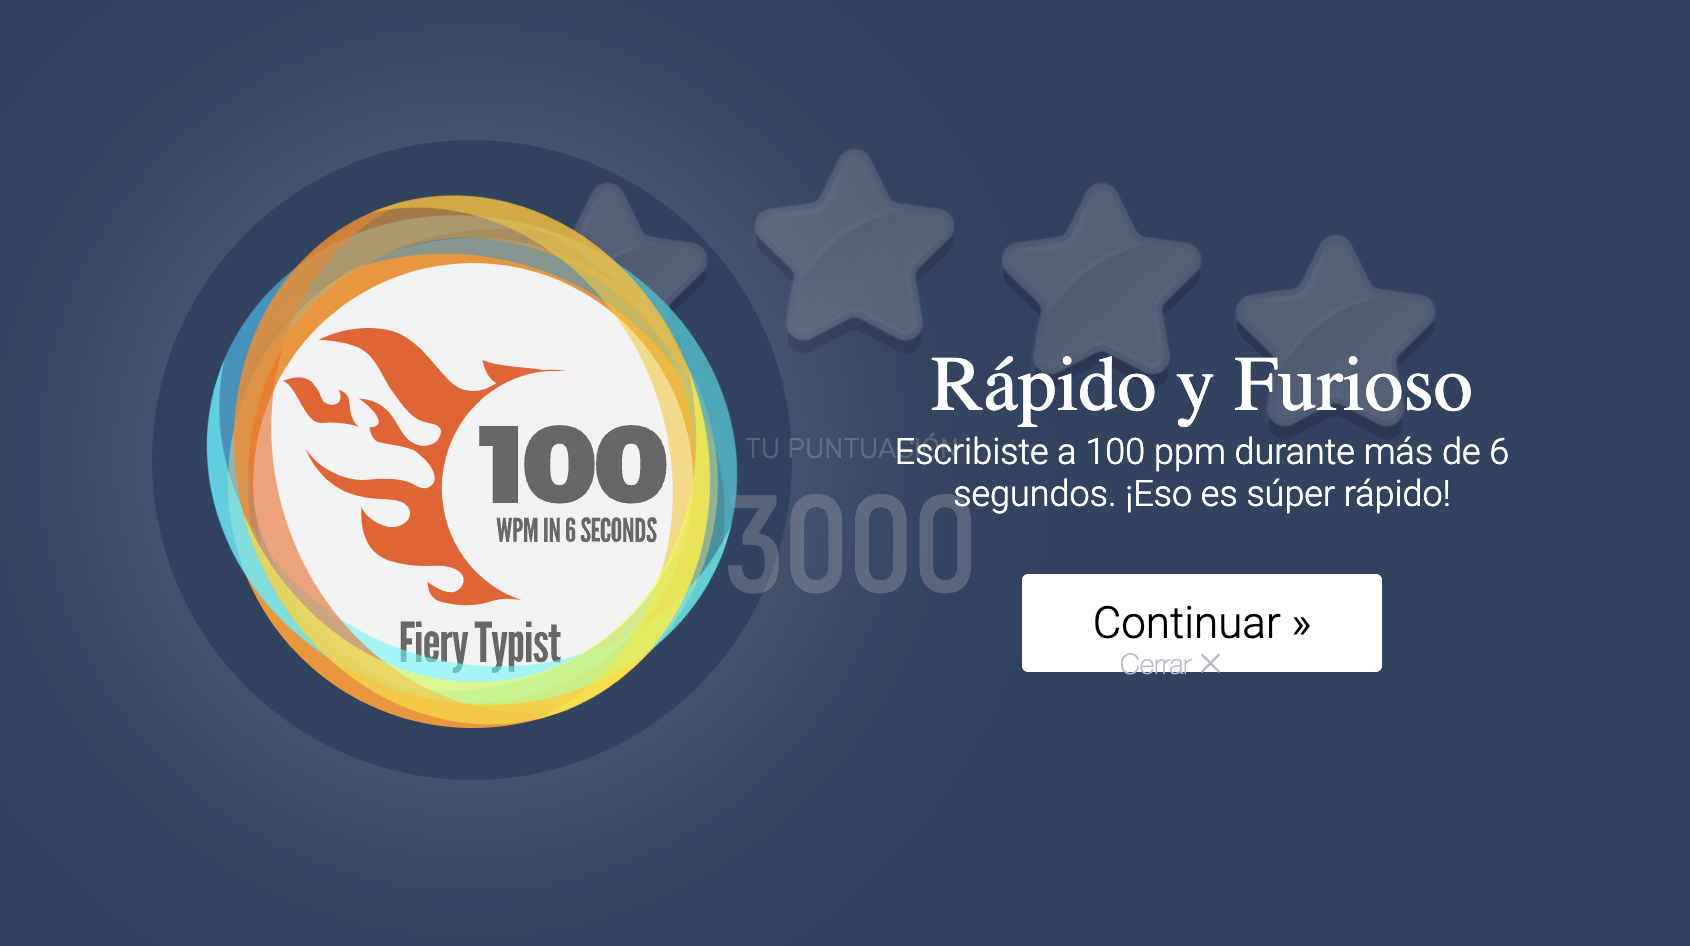 100
WPM IN 6 SECONDS
Fiery Typist
TU PUNTUACIÓN
3000
Rápido y Furioso
Escribiste a 100 ppm durante más de 6
segundos. ¡Eso es súper rápido!
Continuar »
Cerrar ×